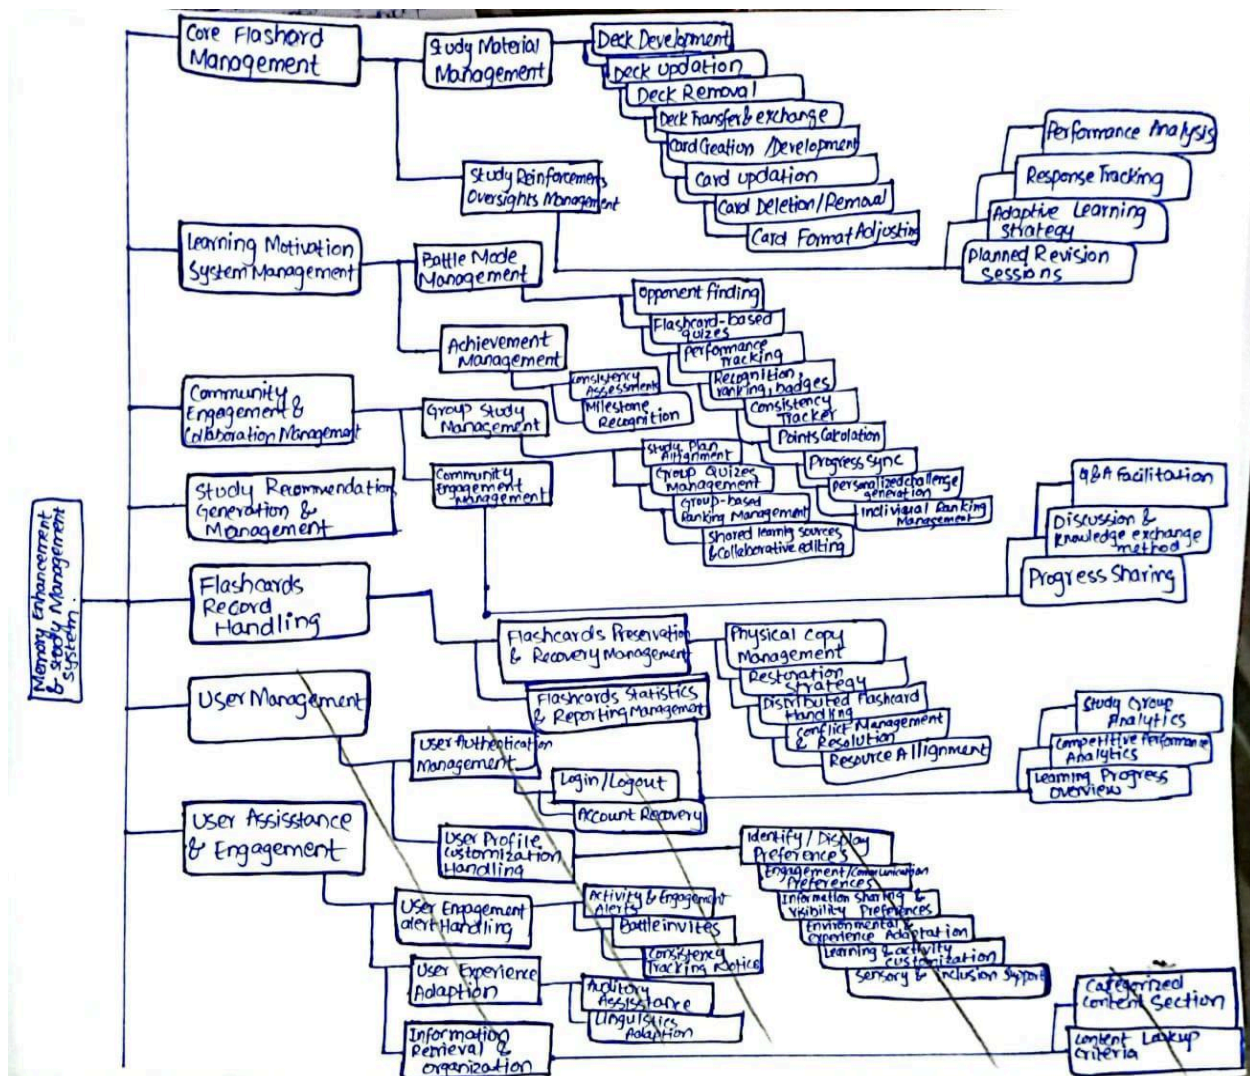 Core Flashard
Management
Study Material
Management
Deck Development
Deck Updation
Deck Removal
Deck Transfer & exchange
Card Creation / Development
Card updation
Card Deletion/Removal
Card Format Adjusting
Study Reinforcements
Oversights Management
Performance Analysis
Response Tracking
Adaptive Learning
Strategy
Planned Revision
Sessions
Learning Motivation
System Management
Battle Mode
Management
Opponent finding
Flashcard-based
quizes
Performance
Tracking
Recognition,
ranking, badges
Consistency
Tracker
Points Calculation
Progress sync
personalized challenge
generation
Individual Ranking
Management
Achievement
Management
Consistency
Assessments
Milestone
Recognition
Community
Engagement &
Collaboration Management
Group Study
Management
Study Plan
Allignment
Group Quizes
Management
Group-based
Ranking Management
Shared learnig sources
& Collaborative editing
Community
Engagement
Management
Q&A Facilitation
Discussion &
knowledge exchange
method
Progress Sharing
Study Recommendation
Generation &
Management
Memory Enhancement
& Study Management
System.
Flashcards
Record
Handling
Flashcards Preservation
& Recovery Management
Physical Copy
Management
Restoration
Strategy
Distributed Flashcard
Handling
Conflict Management
& Resolution
Resource Allignment
Flashcards Statistics
& Reporting Management
Study Group
Analytics
Competitive Performance
Analytics
Learning Progress
overview
User Management
User Authentication
Management
Login/Logout
Account Recovery
User Profile
Customization
Handling
Identify/Display
Preferences
Engagement/Communication
Preferences
Information Sharing &
visibility Preferences
Environmental &
experience Adaptation
Learning & activity
customization
Sensory & Inclusion Support
User Assisstance
& Engagement
User Engagement
alert Handling
Activity & Engagement
Alerts
Battle invites
Consistency
Tracking Notice
User Experience
Adaption
Auditory
Assisstance
Linguistics
Adaption
Information
Retrieval &
organization
Categorized
Content Section
Content Lookup
Criteria